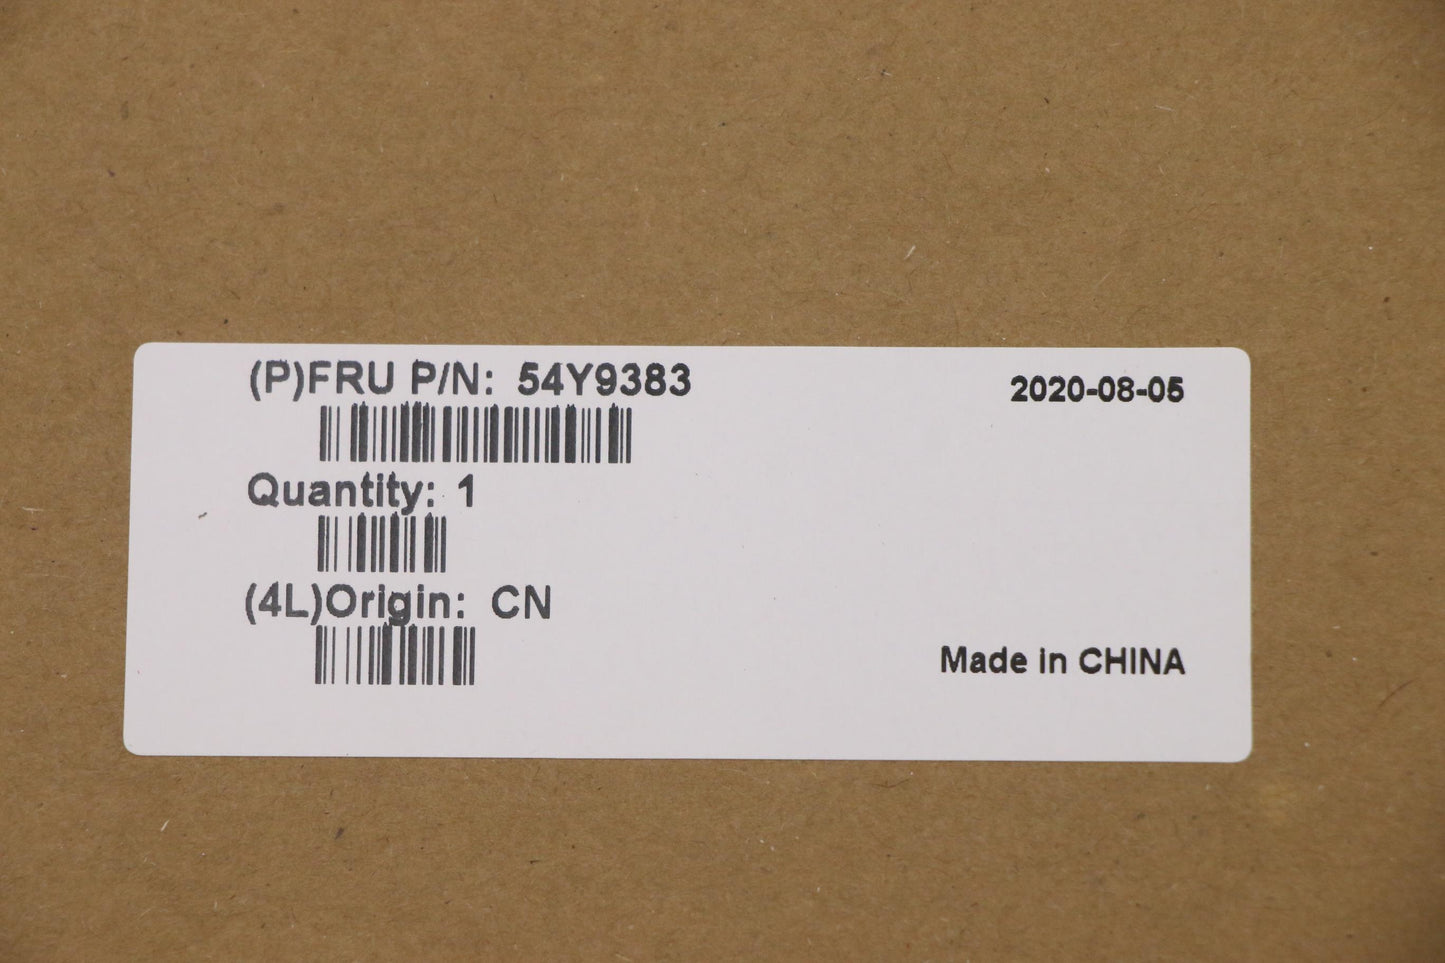 (P)FRU P/N: 54Y9383
2020-08-05
Quantity: 1
(4L)Origin: CN
Made in CHINA